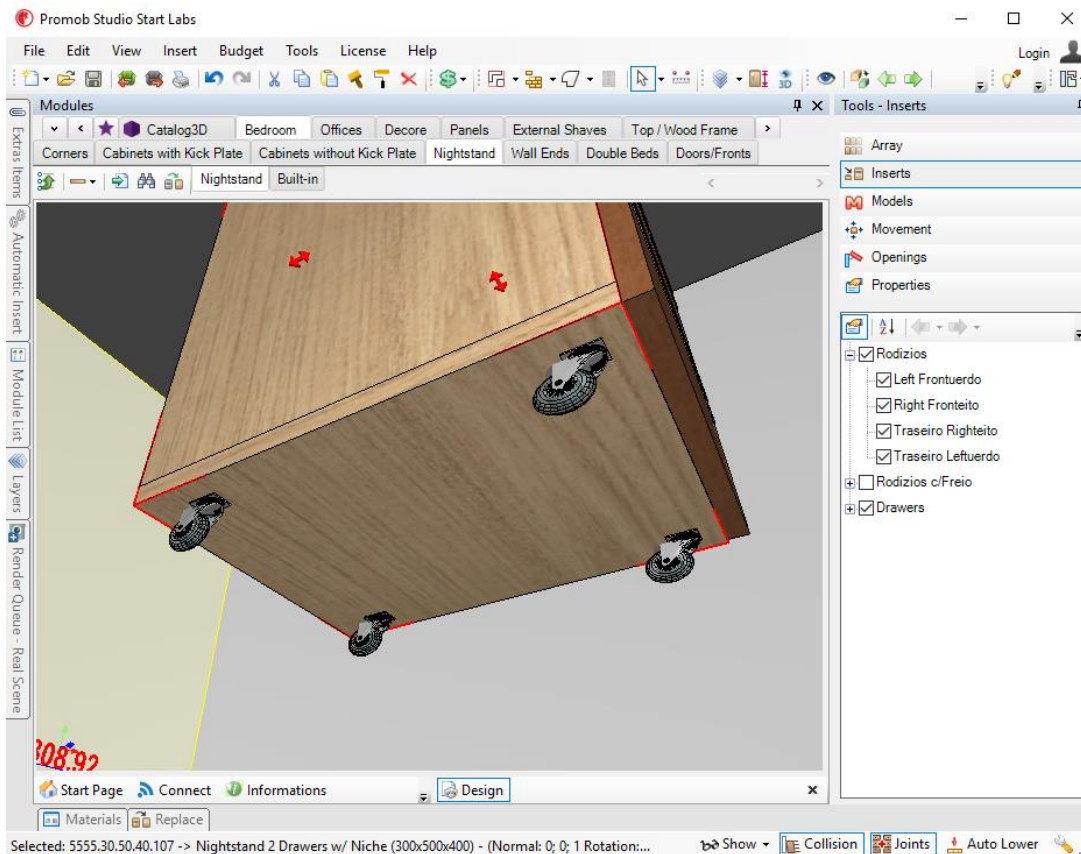 Promob Studio Start Labs
File Edit View Insert Budget Tools License Help
Login
Modules
Tools - Inserts
Catalog3D Bedroom Offices Decore Panels External Shaves Top / Wood Frame
Corners Cabinets with Kick Plate Cabinets without Kick Plate Nightstand Wall Ends Double Beds Doors/Fronts
Nightstand Built-in
Extras Items
Automatic Insert
Module List
Layers
Render Queue - Real Scene
Array
Inserts
Models
Movement
Openings
Properties
Rodizios
Left Frontuerdo
Right Fronteito
Traseiro Righteito
Traseiro Leftuerdo
Rodizios c/Freio
Drawers
308.92
Start Page Connect Informations Design
Materials Replace
Selected: 5555.30.50.40.107 -> Nightstand 2 Drawers w/ Niche (300x500x400) - (Normal: 0; 0; 1 Rotation:... Show Collision Joints Auto Lower